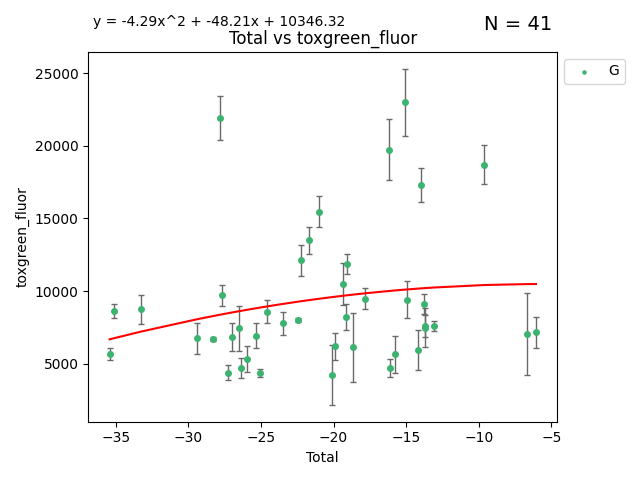 y = -4.29x^2 + -48.21x + 10346.32
N = 41
Total vs toxgreen_fluor
G
25000
20000
15000
10000
5000
toxgreen_fluor
−35 −30 −25 −20 −15 −10 −5
Total